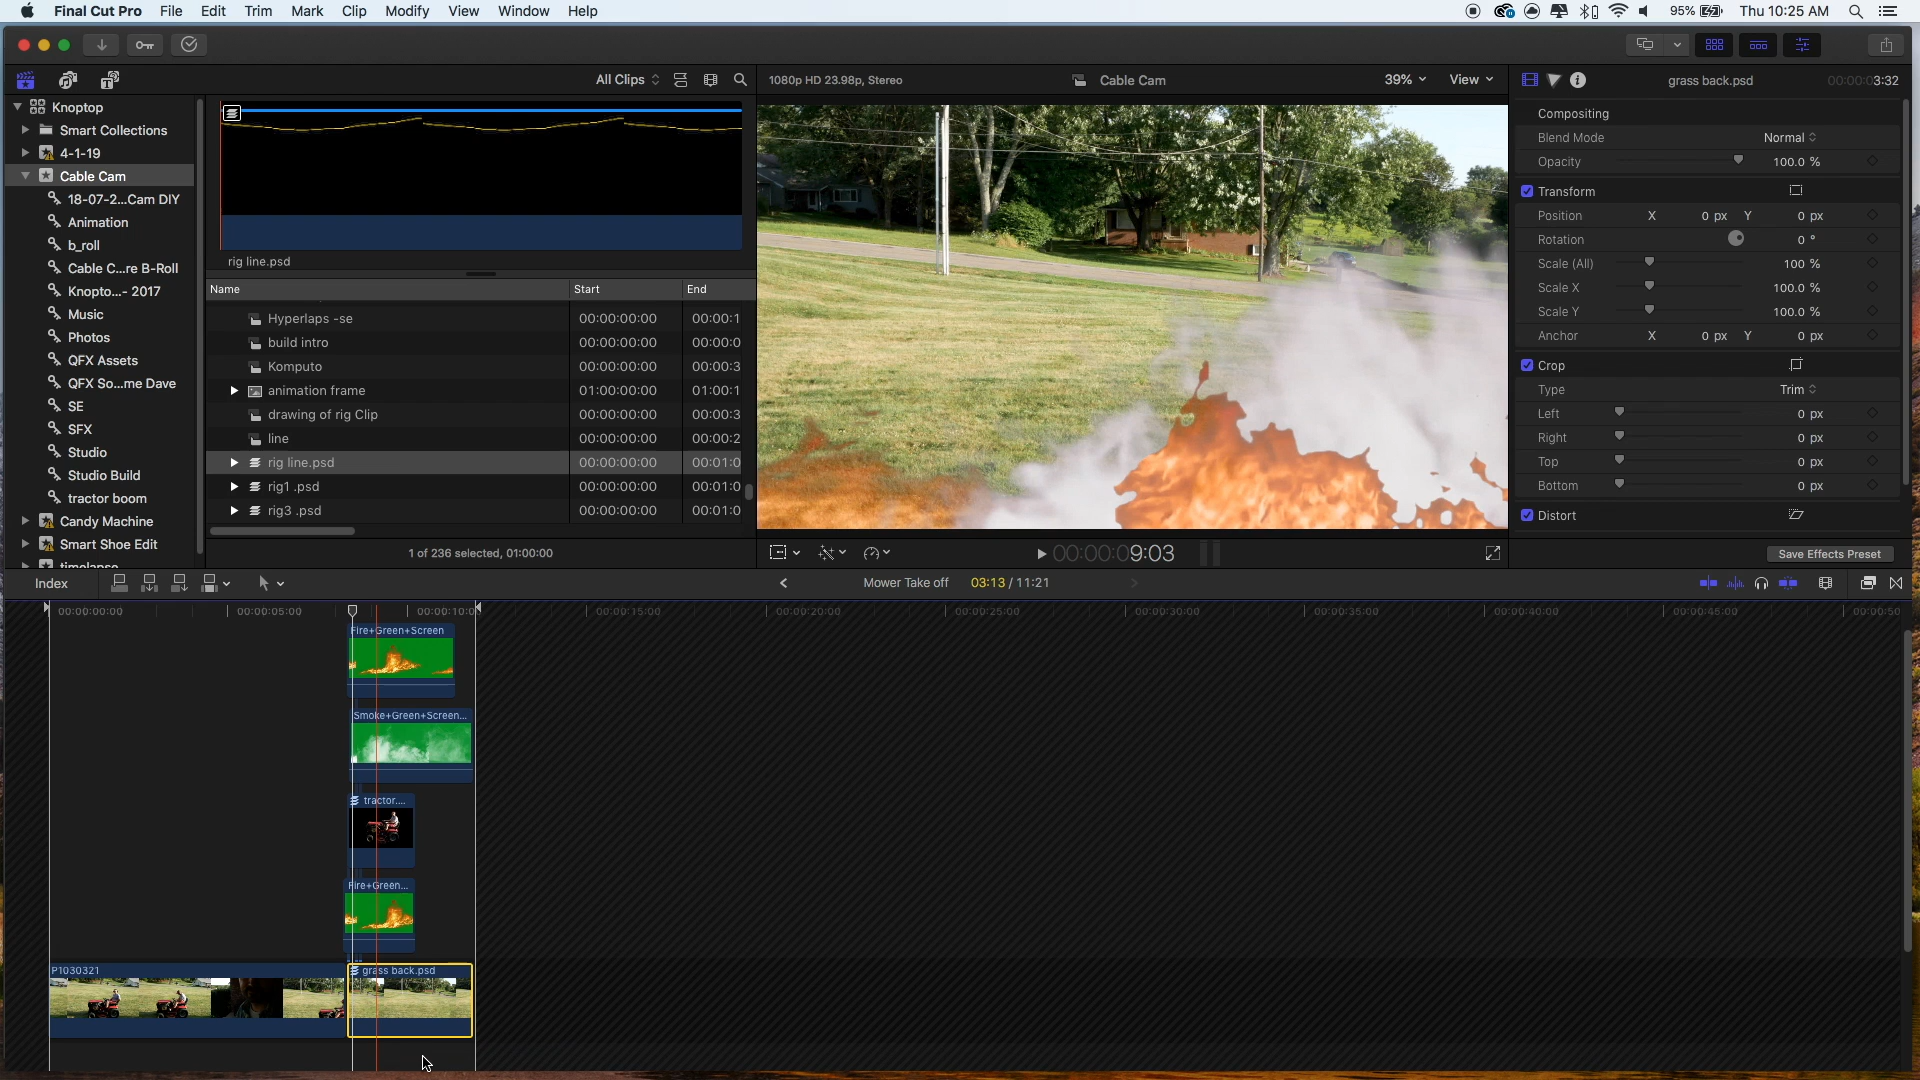 Final Cut Pro File Edit Trim Mark Clip Modify View Window Help 95% Thu 10:25 AM
All Clips
1080p HD 23.98p, Stereo Cable Cam 39% View
grass back.psd 00:00:03:32
Knoptop
Smart Collections
4-1-19
Cable Cam
18-07-2...Cam DIY
Animation
b_roll
Cable C...re B-Roll
Knopto...- 2017
Music
Photos
QFX Assets
QFX So...me Dave
SE
SFX
Studio
Studio Build
tractor boom
Candy Machine
Smart Shoe Edit
timelapse
rig line.psd
Name Start End
Hyperlaps -se 00:00:00:00 00:00:1
build intro 00:00:00:00 00:00:0
Komputo 00:00:00:00 00:00:3
animation frame 01:00:00:00 01:00:1
drawing of rig Clip 00:00:00:00 00:00:3
line 00:00:00:00 00:00:2
rig line.psd 00:00:00:00 00:01:0
rig1 .psd 00:00:00:00 00:01:0
rig3 .psd 00:00:00:00 00:01:0
1 of 236 selected, 01:00:00
00:00:09:03
Compositing
Blend Mode Normal
Opacity 100.0 %
Transform
Position X 0 px Y 0 px
Rotation 0 °
Scale (All) 100 %
Scale X 100.0 %
Scale Y 100.0 %
Anchor X 0 px Y 0 px
Crop
Type Trim
Left 0 px
Right 0 px
Top 0 px
Bottom 0 px
Distort
Save Effects Preset
Index
Mower Take off 03:13 / 11:21
00:00:00:00 00:00:05:00 00:00:10:0 00:00:15:00 00:00:20:00 00:00:25:00 00:00:30:00 00:00:35:00 00:00:40:00 00:00:45:00 00:00:50
Fire+Green+Screen
Smoke+Green+Screen...
tractor....
Fire+Green...
P1030321
grass back.psd